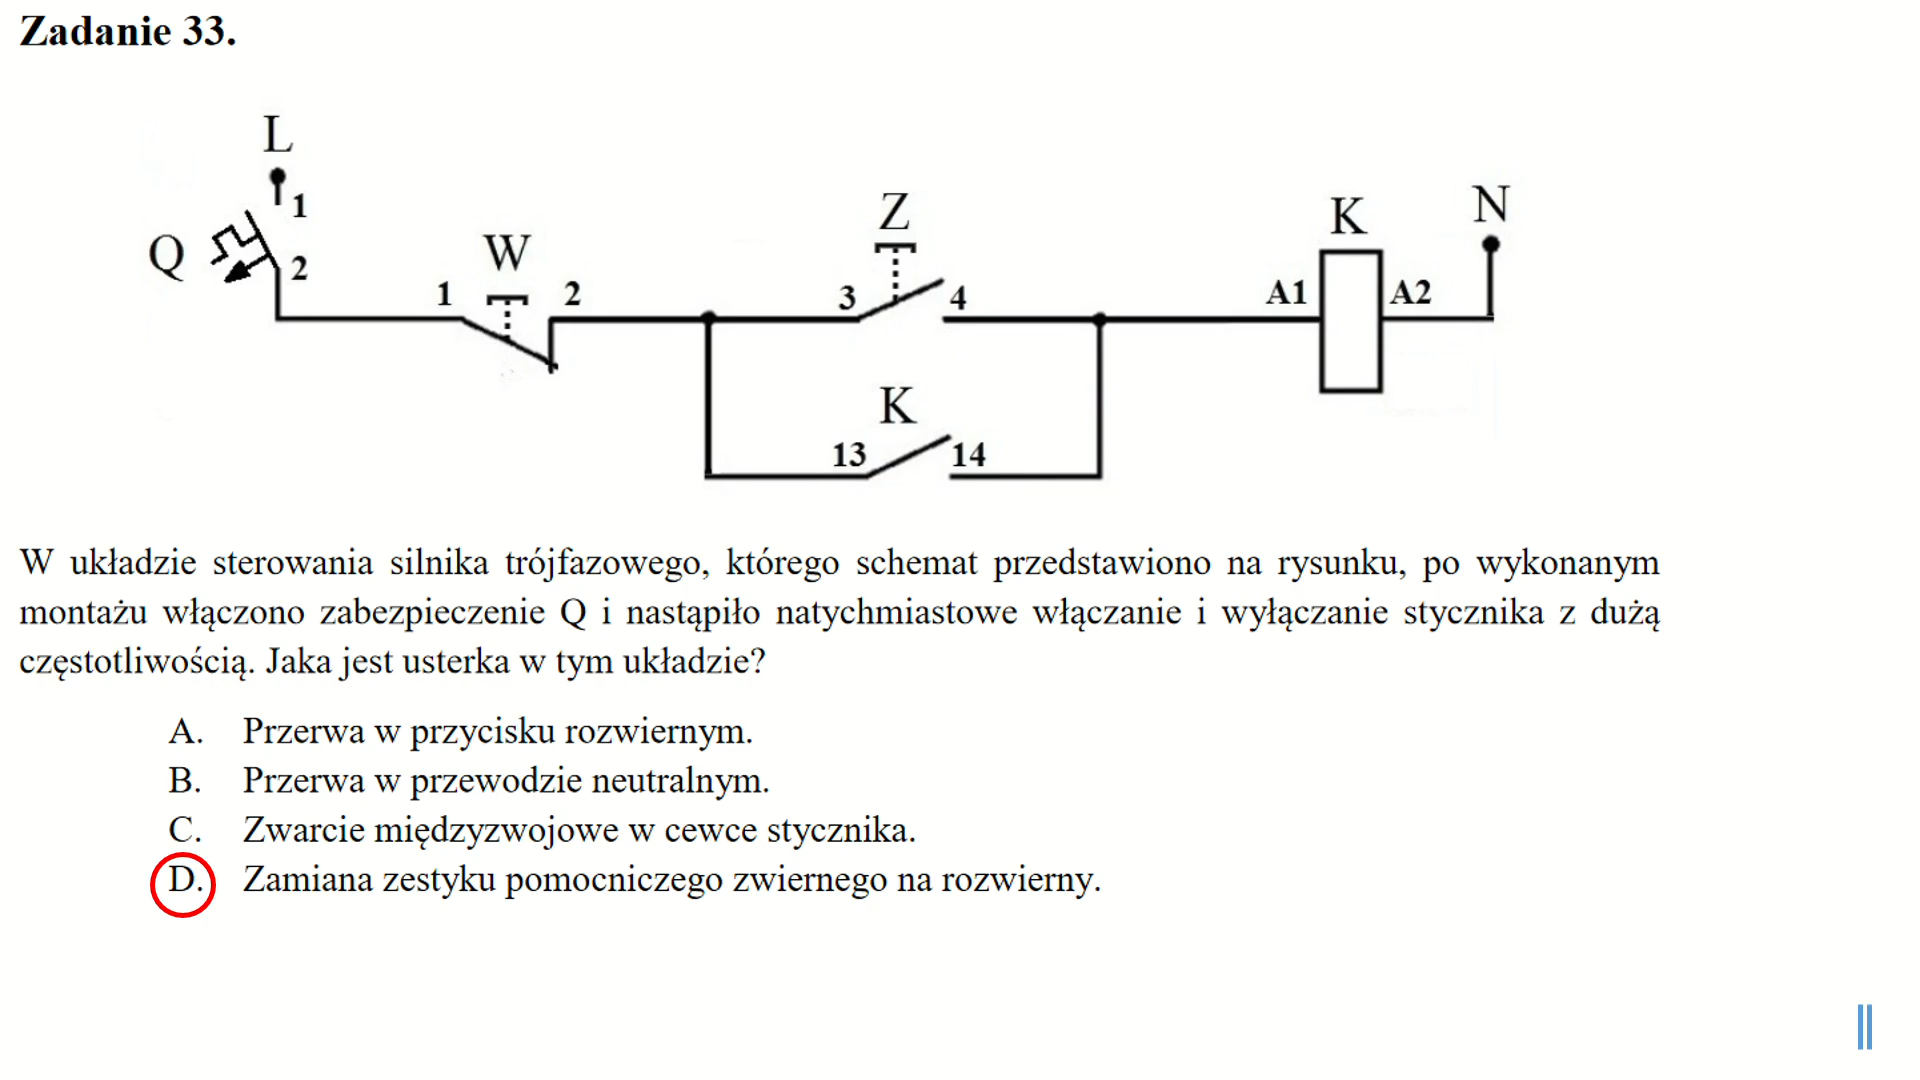 Zadanie 33.
L
1
Q
2
1
W
2
3
Z
4
K
A1
A2
N
K
13
14
W układzie sterowania silnika trójfazowego, którego schemat przedstawiono na rysunku, po wykonanym
montażu włączono zabezpieczenie Q i nastąpiło natychmiastowe włączanie i wyłączanie stycznika z dużą
częstotliwością. Jaka jest usterka w tym układzie?
A. Przerwa w przycisku rozwiernym.
B. Przerwa w przewodzie neutralnym.
C. Zwarcie międzyzwojowe w cewce stycznika.
D. Zamiana zestyku pomocniczego zwiernego na rozwierny.